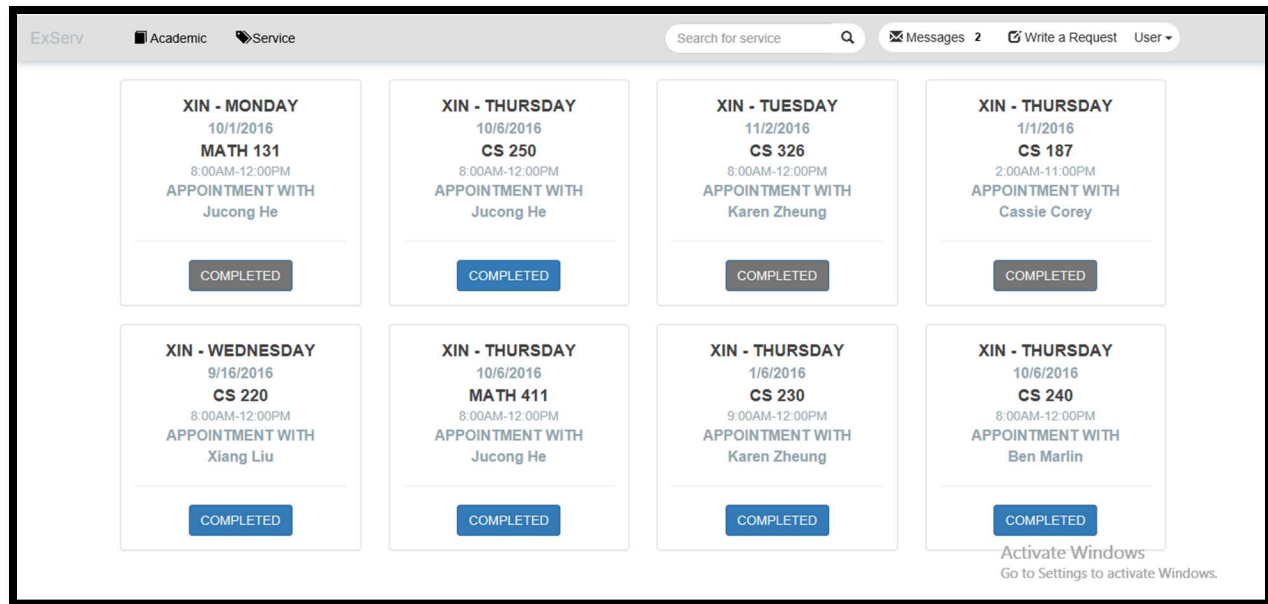 ExServ Academic Service Search for service Messages 2 Write a Request User
XIN - MONDAY
10/1/2016
MATH 131
8:00AM-12:00PM
APPOINTMENT WITH
Jucong He
COMPLETED
XIN - THURSDAY
10/6/2016
CS 250
8:00AM-12:00PM
APPOINTMENT WITH
Jucong He
COMPLETED
XIN - TUESDAY
11/2/2016
CS 326
8:00AM-12:00PM
APPOINTMENT WITH
Karen Zheung
COMPLETED
XIN - THURSDAY
1/1/2016
CS 187
2:00AM-11:00PM
APPOINTMENT WITH
Cassie Corey
COMPLETED
XIN - WEDNESDAY
9/16/2016
CS 220
8:00AM-12:00PM
APPOINTMENT WITH
Xiang Liu
COMPLETED
XIN - THURSDAY
10/6/2016
MATH 411
8:00AM-12:00PM
APPOINTMENT WITH
Jucong He
COMPLETED
XIN - THURSDAY
1/6/2016
CS 230
9:00AM-12:00PM
APPOINTMENT WITH
Karen Zheung
COMPLETED
XIN - THURSDAY
10/6/2016
CS 240
8:00AM-12:00PM
APPOINTMENT WITH
Ben Marlin
COMPLETED
Activate Windows
Go to Settings to activate Windows.